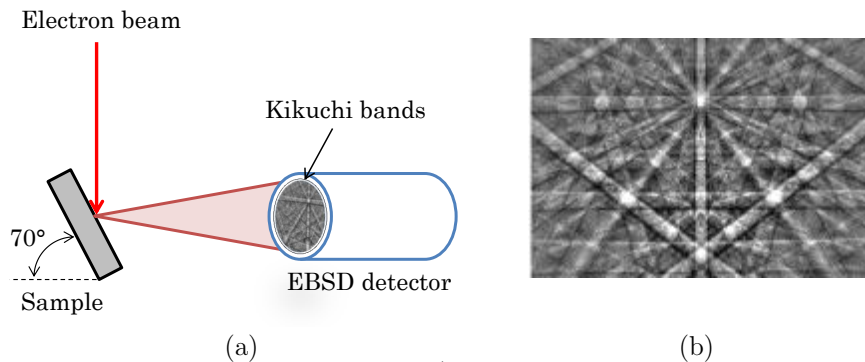 Electron beam
Kikuchi bands
70°
EBSD detector
Sample
(a)
(b)